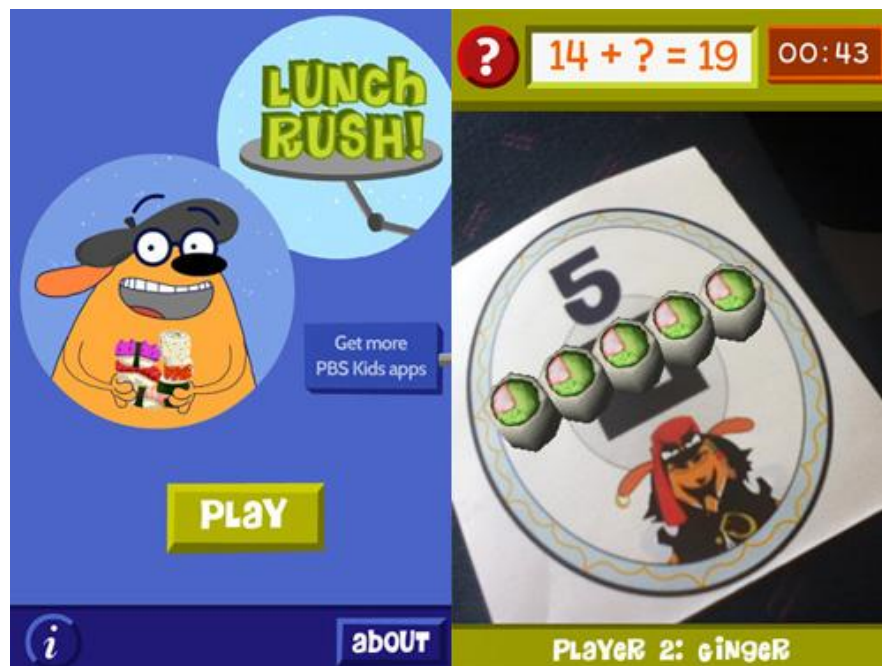 LUNCh
RUSH!
Get more
PBS Kids apps
PLaY
i
aboUT
?
14 + ? = 19
00:43
5
PLaYeR 2: GiNGeR